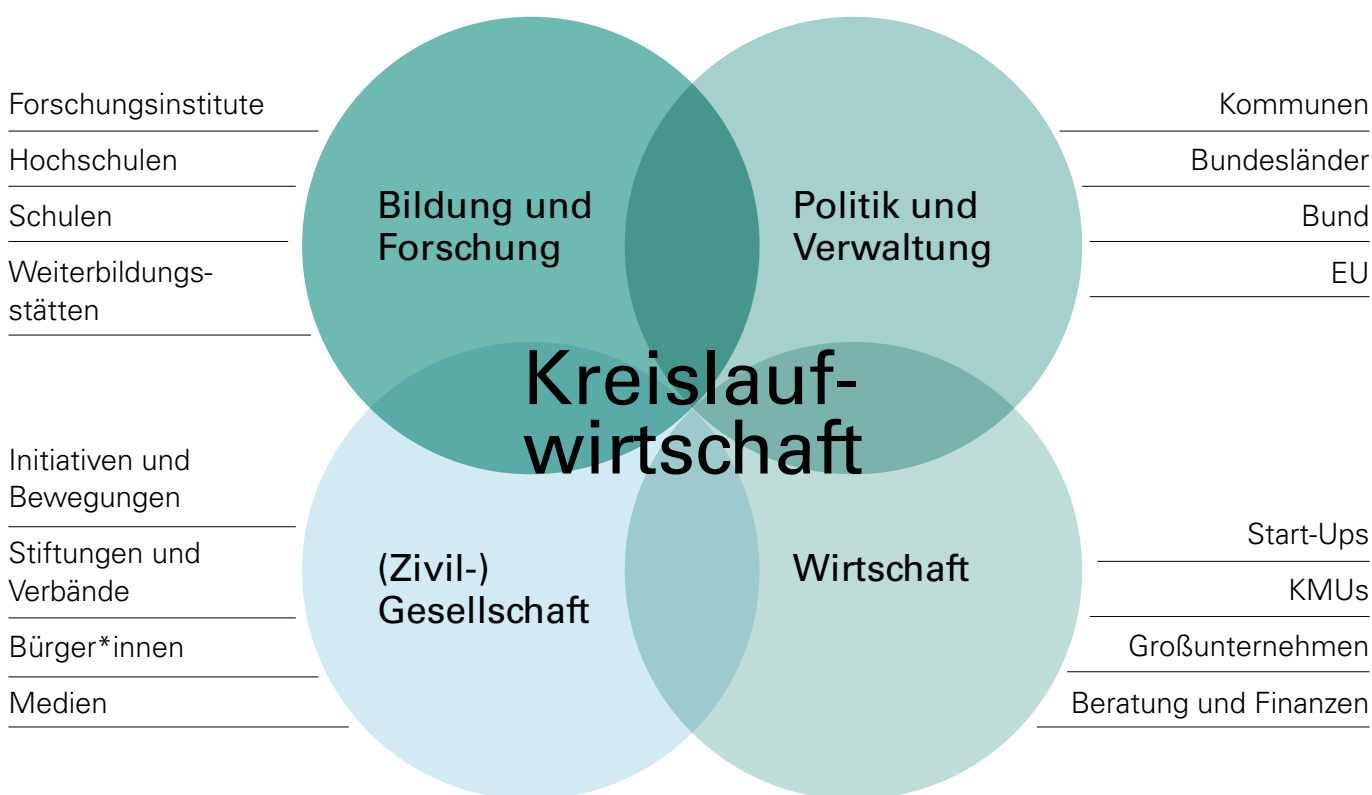 Forschungsinstitute
Hochschulen
Schulen
Weiterbildungs-
stätten
Bildung und
Forschung
Politik und
Verwaltung
Kommunen
Bundesländer
Bund
EU
Kreislauf-
wirtschaft
Initiativen und
Bewegungen
Stiftungen und
Verbände
Bürger*innen
Medien
(Zivil-)
Gesellschaft
Wirtschaft
Start-Ups
KMUs
Großunternehmen
Beratung und Finanzen